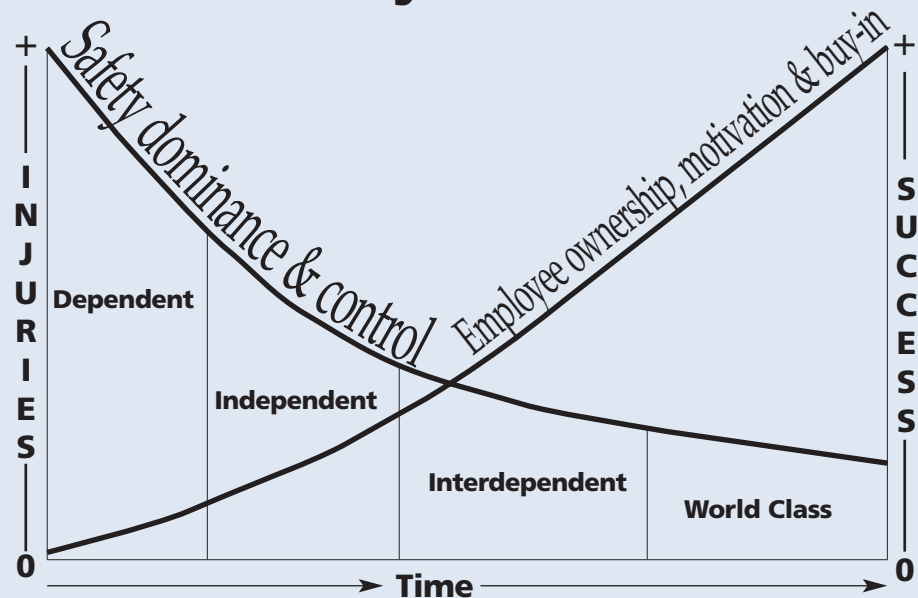 +
INJURIES
0
Safety dominance & control
Employee ownership, motivation & buy-in
+
SUCCESS
0
Dependent
Independent
Interdependent
World Class
Time